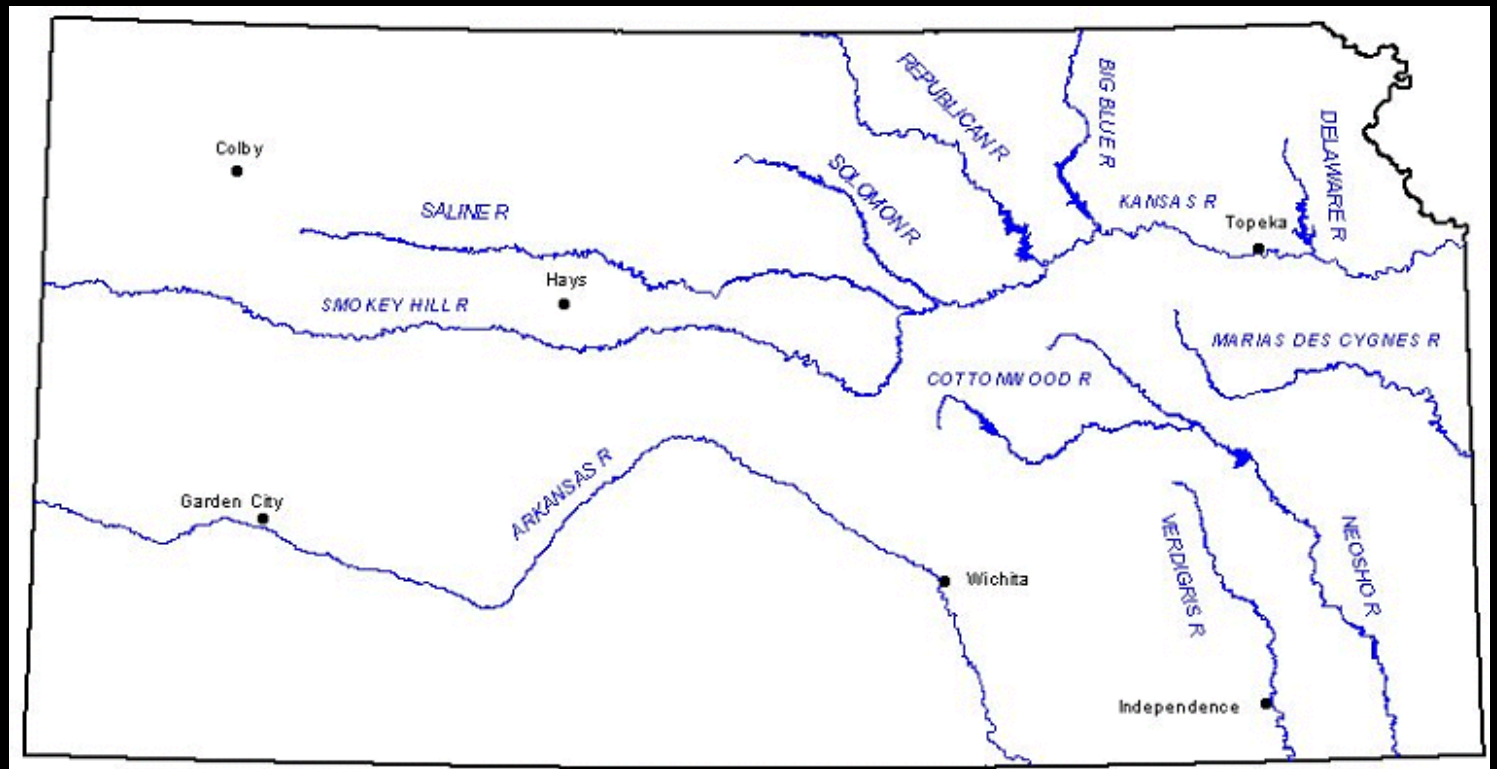 REPUBLICAN R
BIG BLUE R
DELAWARE R
Colby
SOLOMON R
KANSAS R
SALINE R
Topeka
Hays
SMOKEY HILL R
MARIAS DES CYGNES R
COTTONWOOD R
ARKANSAS R
Garden City
VERDIGRIS R
NEOSHO R
Wichita
Independence